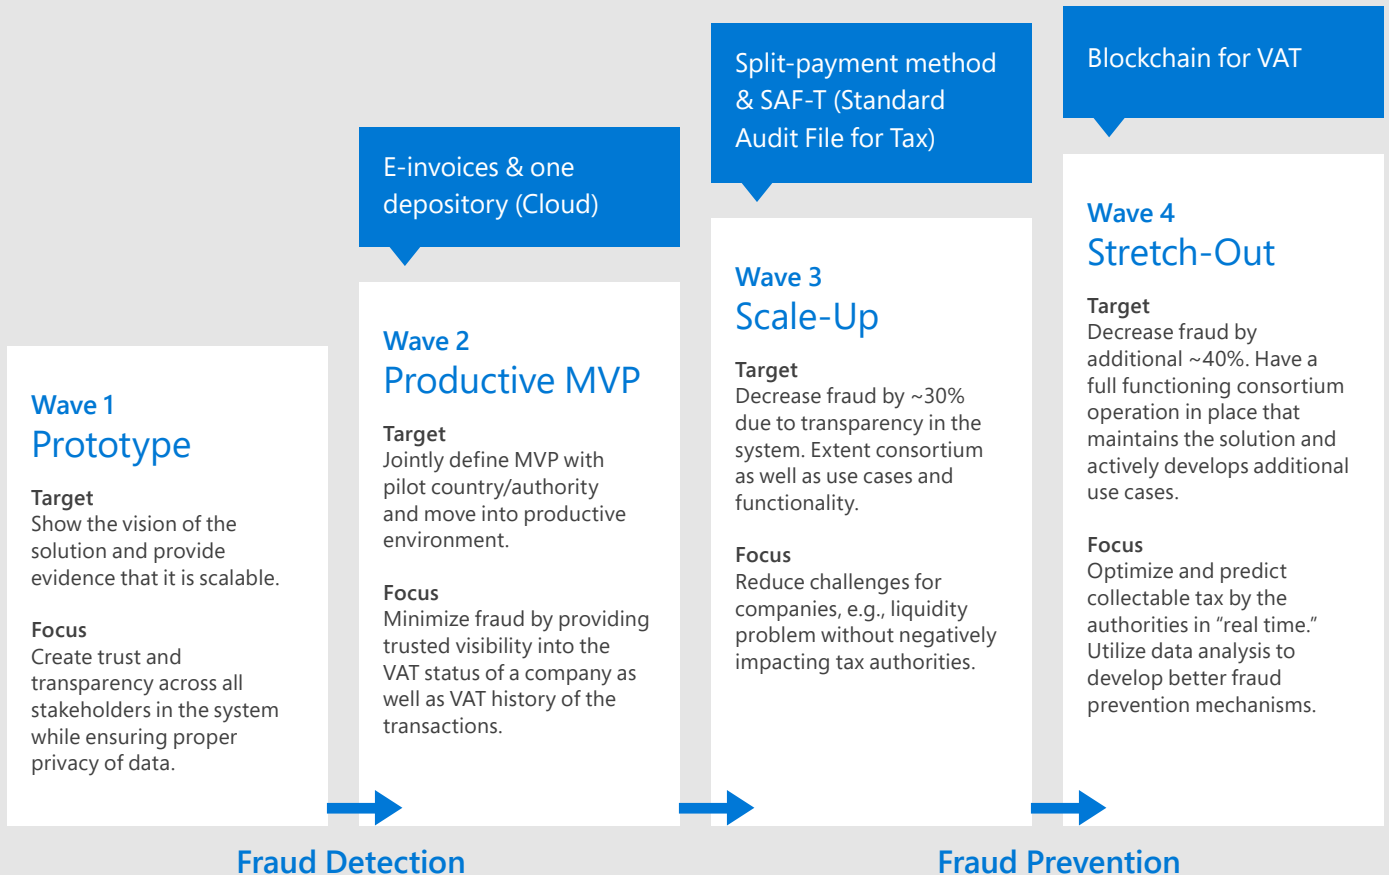 Wave 1
Prototype
Target
Show the vision of the
solution and provide
evidence that it is scalable.
Focus
Create trust and
transparency across all
stakeholders in the system
while ensuring proper
privacy of data.
E-invoices & one
depository (Cloud)
Wave 2
Productive MVP
Target
Jointly define MVP with
pilot country/authority
and move into productive
environment.
Focus
Minimize fraud by providing
trusted visibility into the
VAT status of a company as
well as VAT history of the
transactions.
Split-payment method
& SAF-T (Standard
Audit File for Tax)
Wave 3
Scale-Up
Target
Decrease fraud by ~30%
due to transparency in the
system. Extent consortium
as well as use cases and
functionality.
Focus
Reduce challenges for
companies, e.g., liquidity
problem without negatively
impacting tax authorities.
Blockchain for VAT
Wave 4
Stretch-Out
Target
Decrease fraud by
additional ~40%. Have a
full functioning consortium
operation in place that
maintains the solution and
actively develops additional
use cases.
Focus
Optimize and predict
collectable tax by the
authorities in “real time.”
Utilize data analysis to
develop better fraud
prevention mechanisms.
Fraud Detection
Fraud Prevention